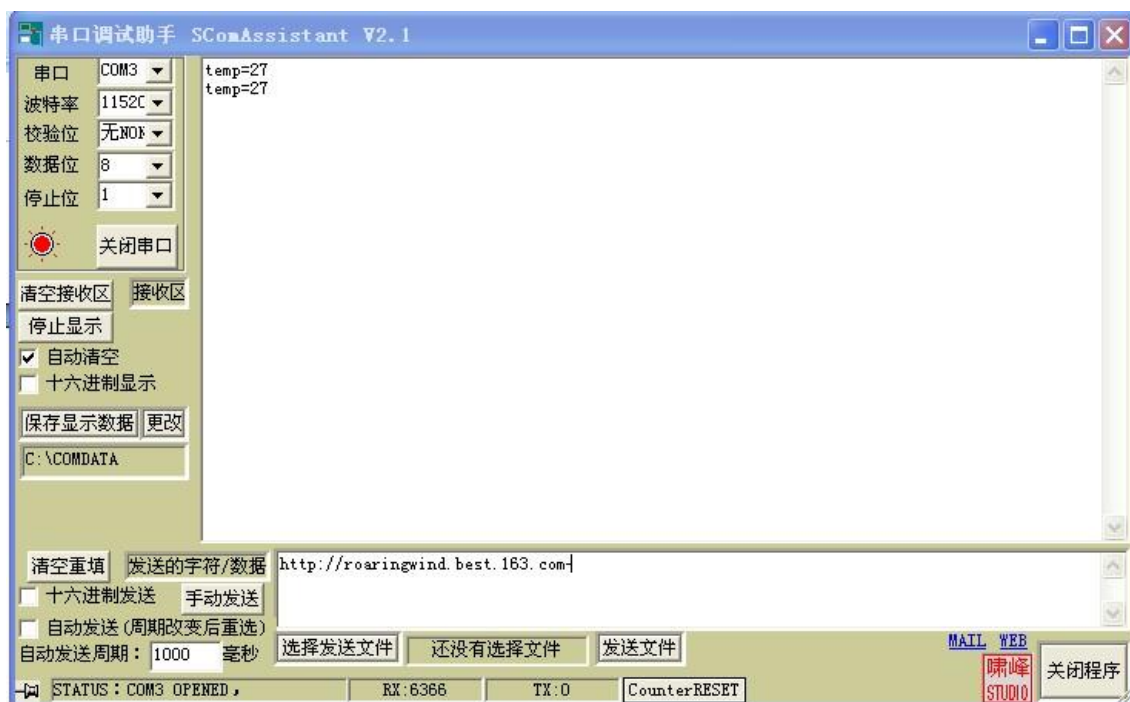 串口调试助手 SComAssistant V2.1
串口 COM3
波特率 1152C
校验位 无NON
数据位 8
停止位 1
关闭串口
清空接收区 接收区
停止显示
自动清空
十六进制显示
保存显示数据 更改
C:\COMDATA
temp=27
temp=27
清空重填 发送的字符/数据
http://roaringwind.best.163.com
十六进制发送 手动发送
自动发送(周期改变后重选)
自动发送周期: 1000 毫秒
选择发送文件 还没有选择文件 发送文件
MAIL WEB
啸峰
STUDIO
关闭程序
STATUS:COM3 OPENED, RX:6366 TX:0 CounterRESET